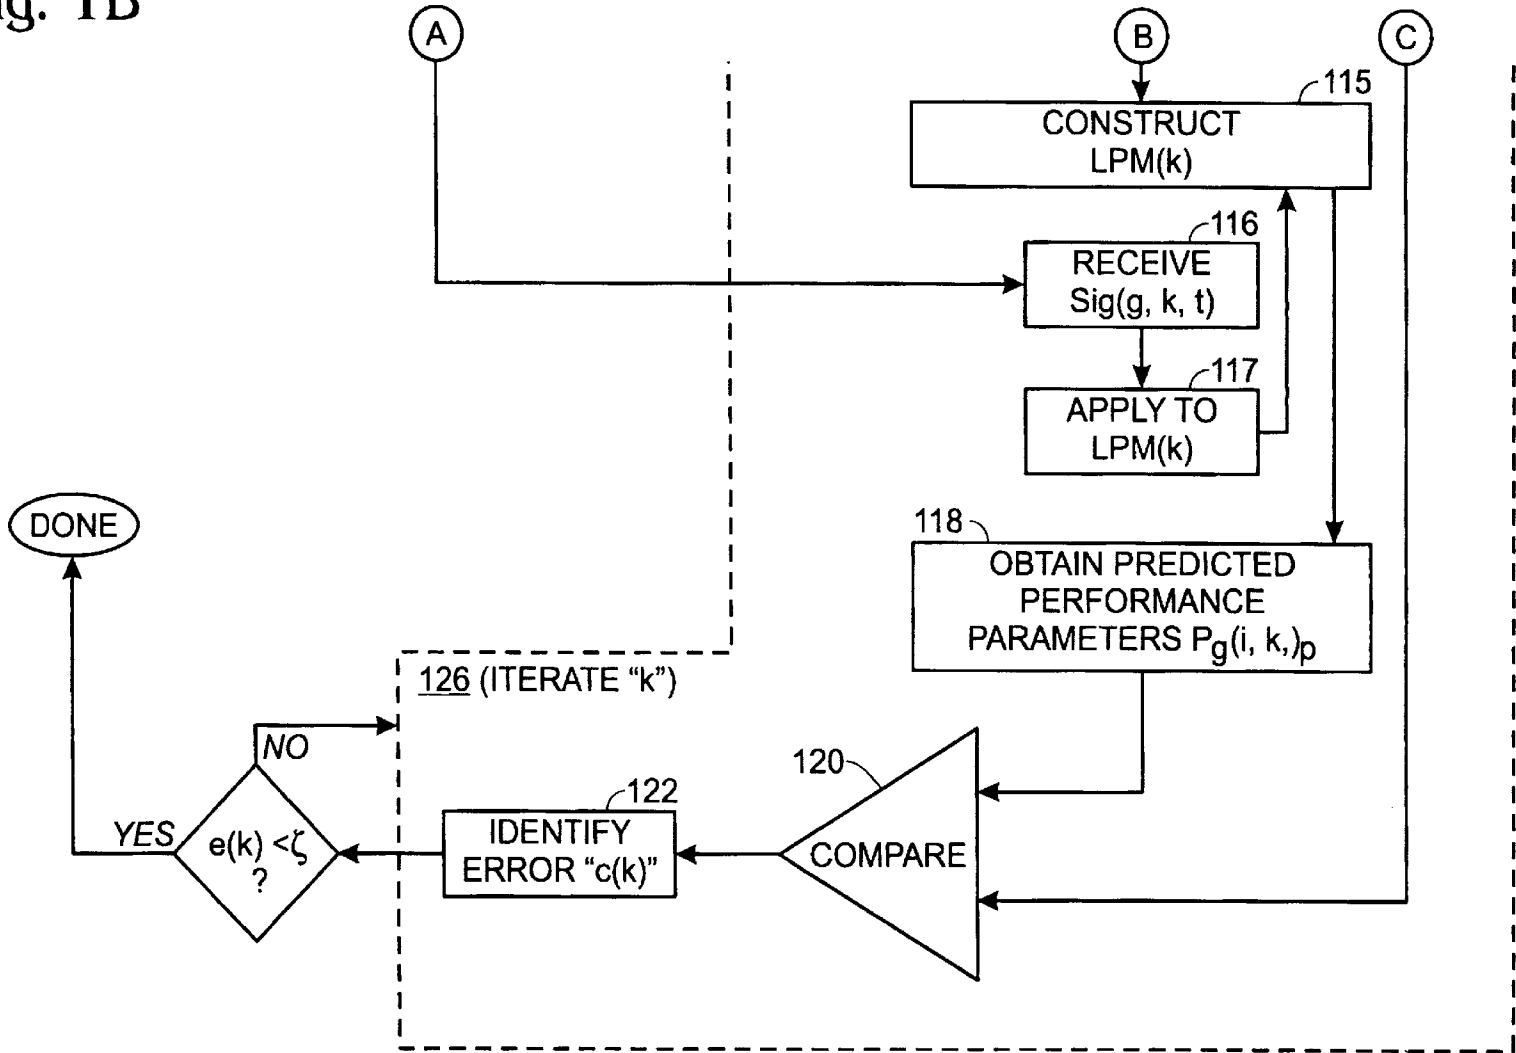 g. 1B
A
B
C
115
CONSTRUCT
LPM(k)
116
RECEIVE
Sig(g, k, t)
117
APPLY TO
LPM(k)
DONE
118
OBTAIN PREDICTED
PERFORMANCE
PARAMETERS Pg(i, k,)p
126 (ITERATE “k”)
NO
120
122
YES
e(k) <ζ
?
IDENTIFY
ERROR “c(k)”
COMPARE